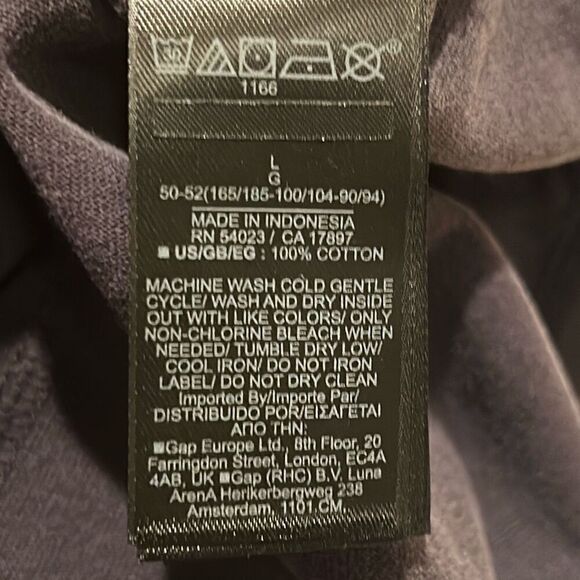 1166
L
G
50-52(165/185-100/104-90/94)
MADE IN INDONESIA
RN 54023 / CA 17897
US/GB/EG : 100% COTTON
MACHINE WASH COLD GENTLE
CYCLE/ WASH AND DRY INSIDE
OUT WITH LIKE COLORS/ ONLY
NON-CHLORINE BLEACH WHEN
NEEDED/ TUMBLE DRY LOW/
COOL IRON/ DO NOT IRON
LABEL/ DO NOT DRY CLEAN
Imported By/Importe Par/
DISTRIBUIDO POR/ΕΙΣΑΓΕΤΑΙ
ΑΠΟ ΤΗΝ:
Gap Europe Ltd., 8th Floor, 20
Farringdon Street, London, EC4A
4AB, UK Gap (RHC) B.V. Luna
ArenA Herikerbergweg 238
Amsterdam, 1101.CM.